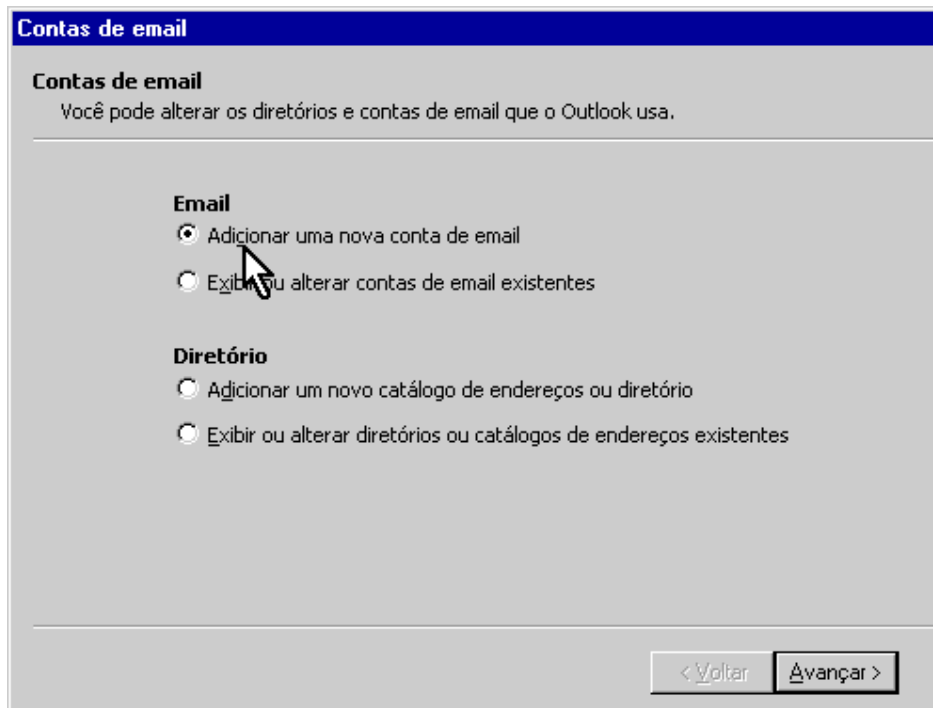 Contas de email
Contas de email
Você pode alterar os diretórios e contas de email que o Outlook usa.
Email
Adicionar uma nova conta de email
Exibir ou alterar contas de email existentes
Diretório
Adicionar um novo catálogo de endereços ou diretório
Exibir ou alterar diretórios ou catálogos de endereços existentes
< Voltar Avançar >